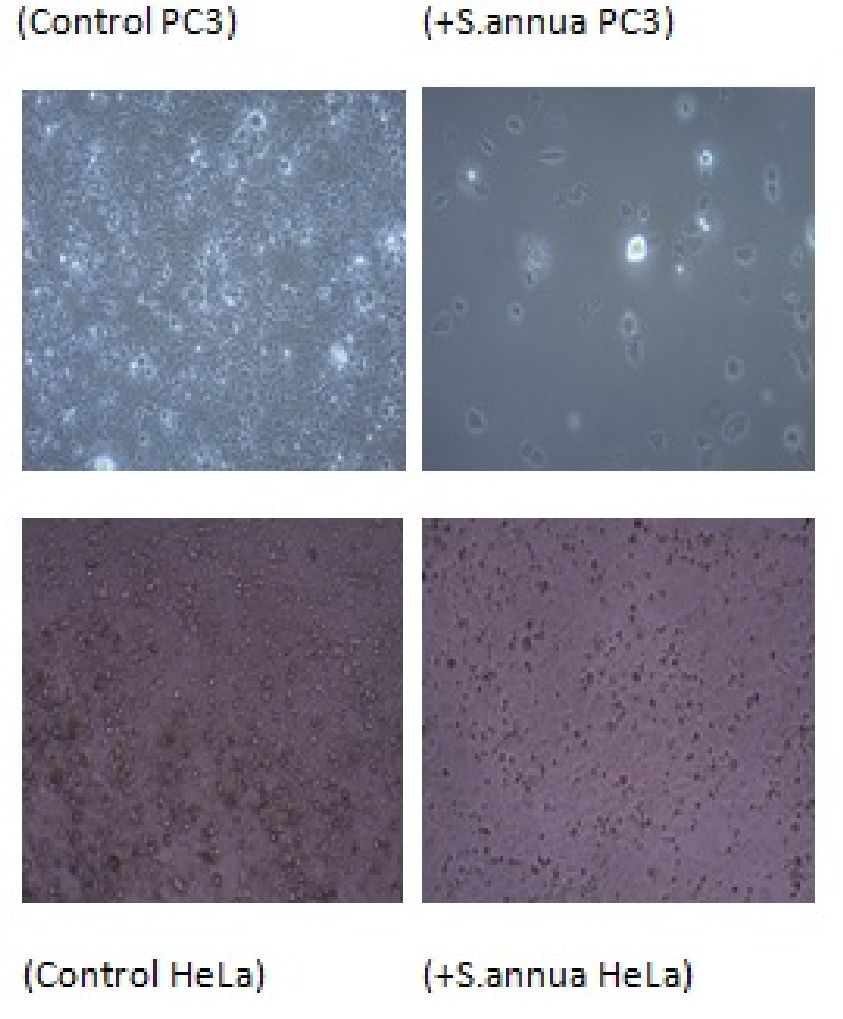 (Control PC3) (+S.annua PC3)
(Control HeLa) (+S.annua HeLa)